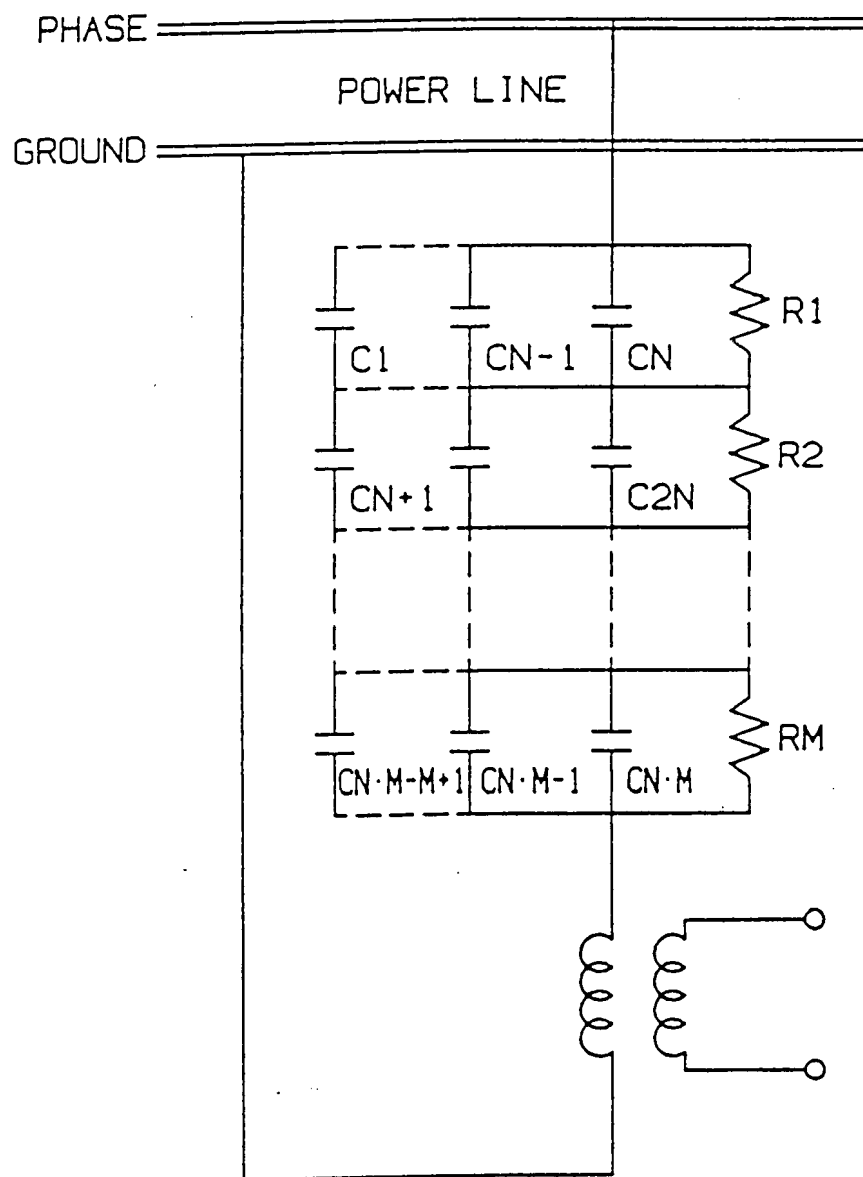 PHASE
POWER LINE
GROUND
R1
C1 CN-1 CN
R2
CN+1 C2N
RM
CN·M-M+1 CN·M-1 CN·M